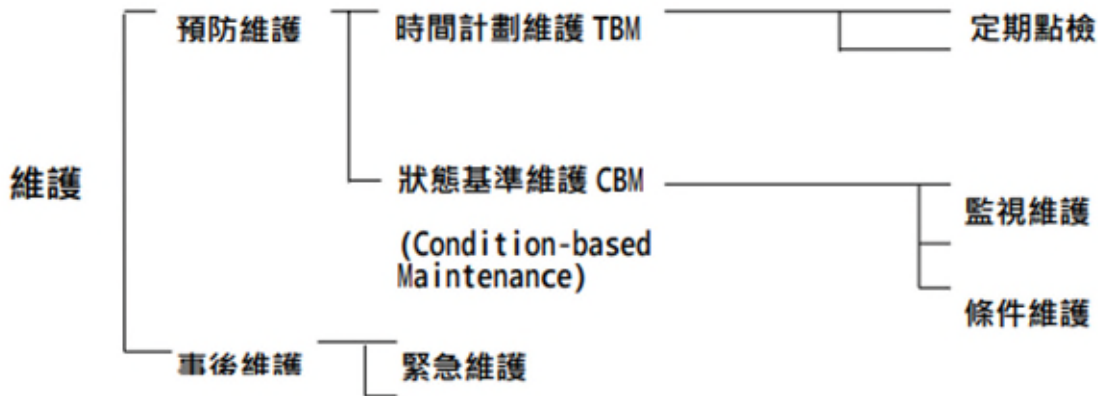 預防維護
時間計劃維護 TBM
定期點檢
維護
狀態基準維護 CBM
(Condition-based
Maintenance)
監視維護
條件維護
事後維護
緊急維護